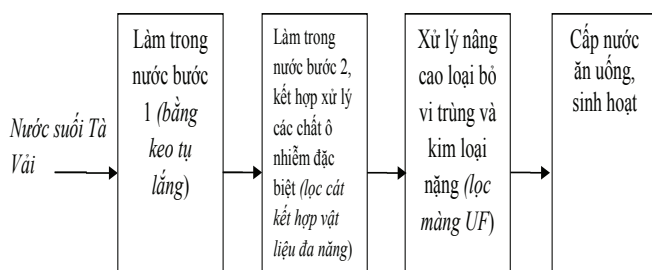 Nước suối Tà
Vải
Làm trong
nước bước
1 (bằng
keo tụ
lắng)
Làm trong
nước bước 2,
kết hợp xử lý
các chất ô
nhiễm đặc
biệt (lọc cát
kết hợp vật
liệu đa năng)
Xử lý nâng
cao loại bỏ
vi trùng và
kim loại
nặng (lọc
màng UF)
Cấp nước
ăn uống,
sinh hoạt